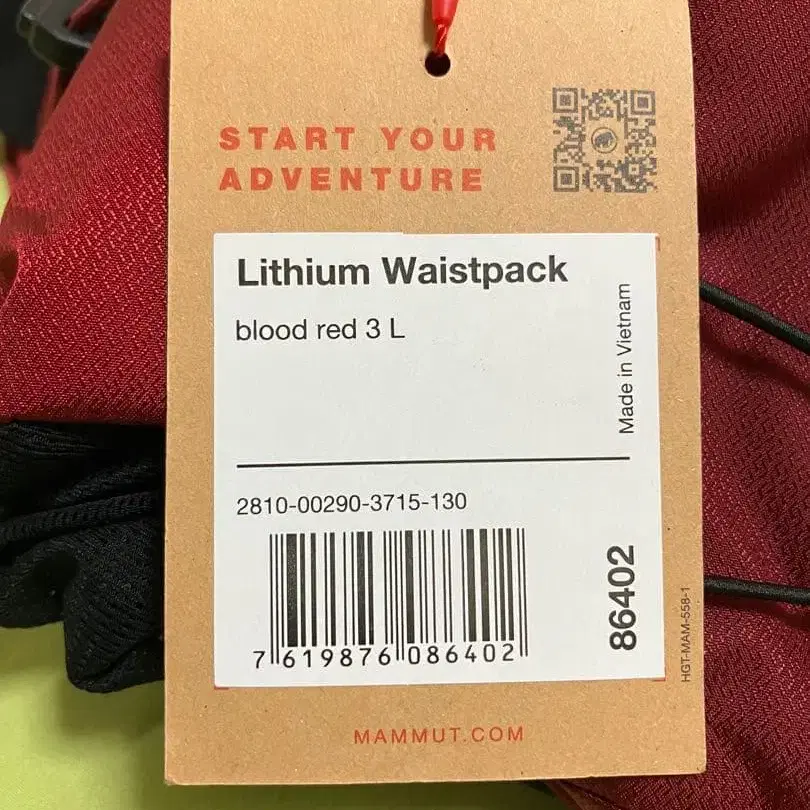 START YOUR
ADVENTURE
Lithium Waistpack
blood red 3 L
Made in Vietnam
2810-00290-3715-130
7 619876 086402
86402
HGT-MAM-558-1
MAMMUT.COM